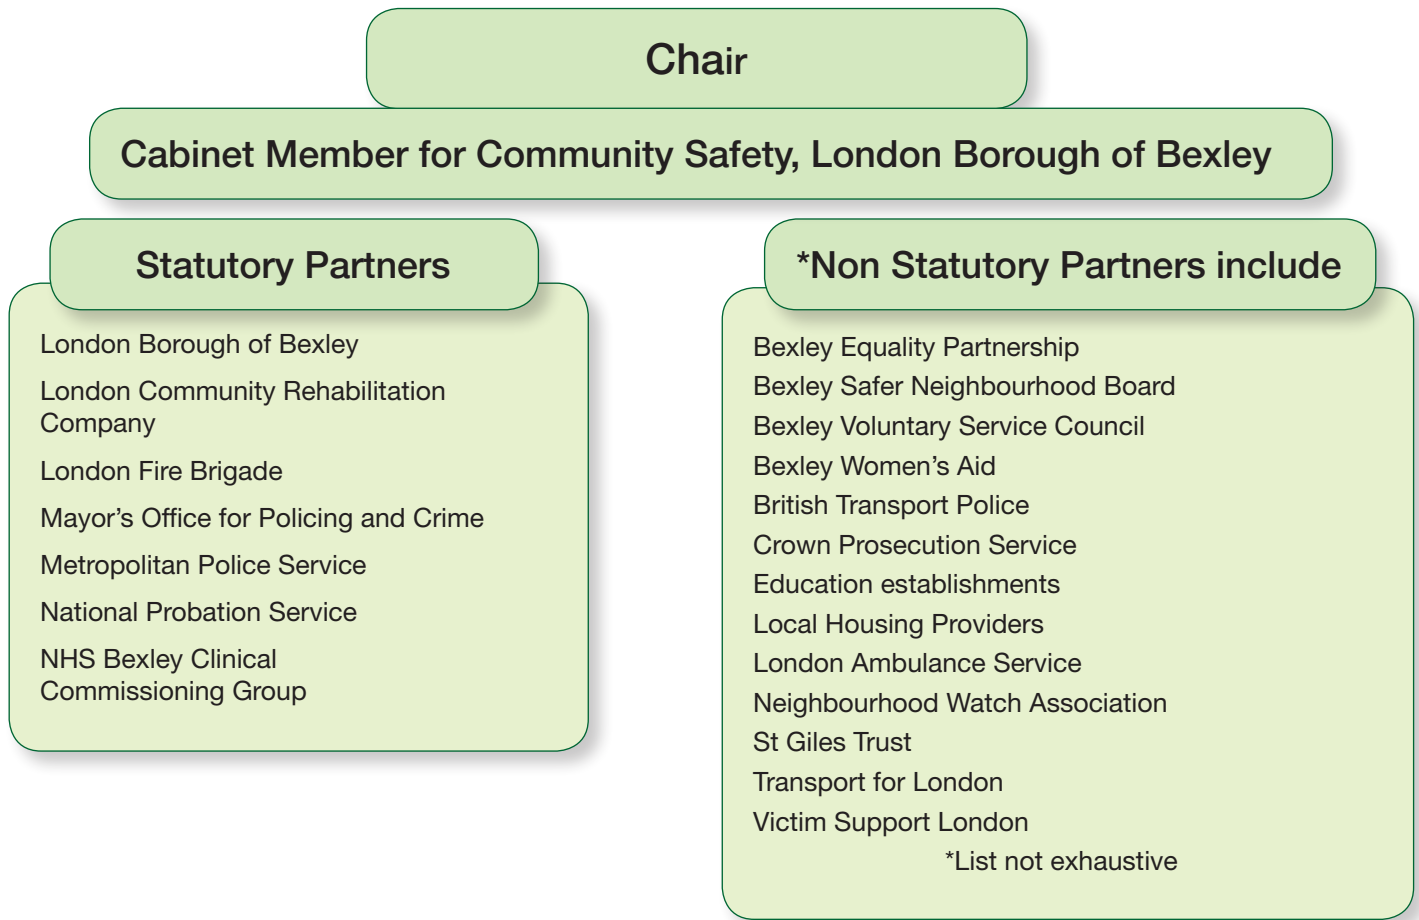 Chair
Cabinet Member for Community Safety, London Borough of Bexley
Statutory Partners
London Borough of Bexley
London Community Rehabilitation
Company
London Fire Brigade
Mayor’s Office for Policing and Crime
Metropolitan Police Service
National Probation Service
NHS Bexley Clinical
Commissioning Group
*Non Statutory Partners include
Bexley Equality Partnership
Bexley Safer Neighbourhood Board
Bexley Voluntary Service Council
Bexley Women’s Aid
British Transport Police
Crown Prosecution Service
Education establishments
Local Housing Providers
London Ambulance Service
Neighbourhood Watch Association
St Giles Trust
Transport for London
Victim Support London
*List not exhaustive